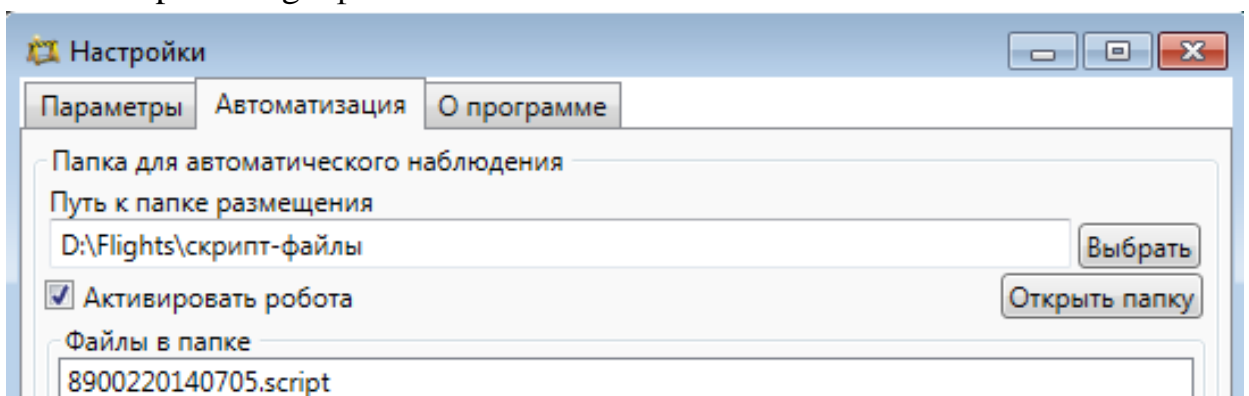 Настройки
Параметры Автоматизация О программе
Папка для автоматического наблюдения
Путь к папке размещения
D:\Flights\скрипт-файлы Выбрать
Активировать робота Открыть папку
Файлы в папке
8900220140705.script